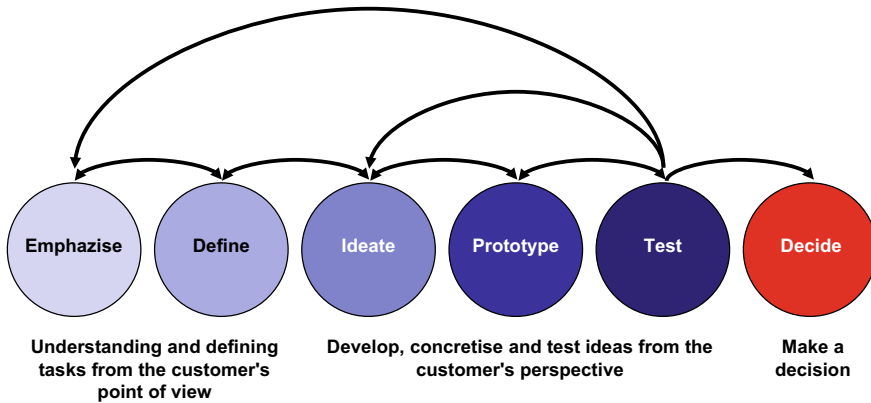 Emphazise
Define
Ideate
Prototype
Test
Decide
Understanding and defining
tasks from the customer's
point of view
Develop, concretise and test ideas from the
customer's perspective
Make a
decision